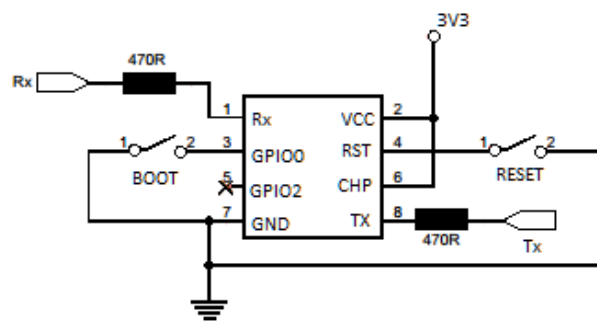 3V3
470R
Rx
1 Rx VCC 2
1 2 3 GPIO0 RST 4 1 2
BOOT RESET
5 GPIO2 CHP 6
7 GND TX 8
470R
Tx